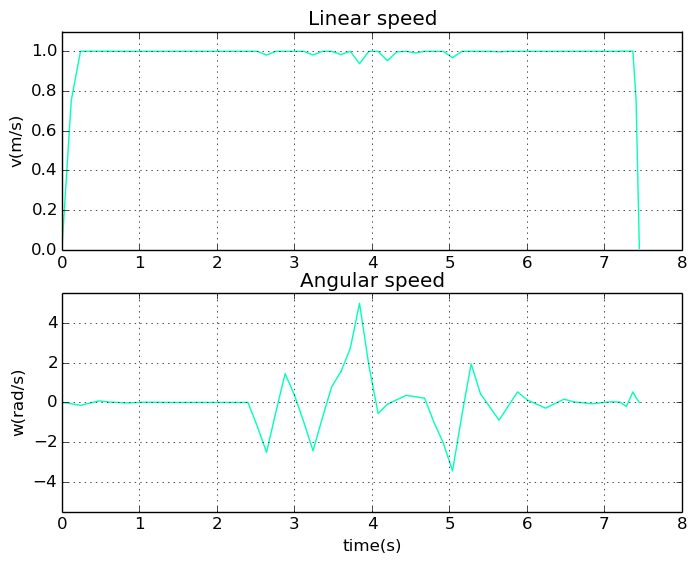 Linear speed
1.0
0.8
0.6
0.4
0.2
0.0
v(m/s)
0 1 2 3 4 5 6 7 8
Angular speed
4
2
0
−2
−4
w(rad/s)
0 1 2 3 4 5 6 7 8
time(s)